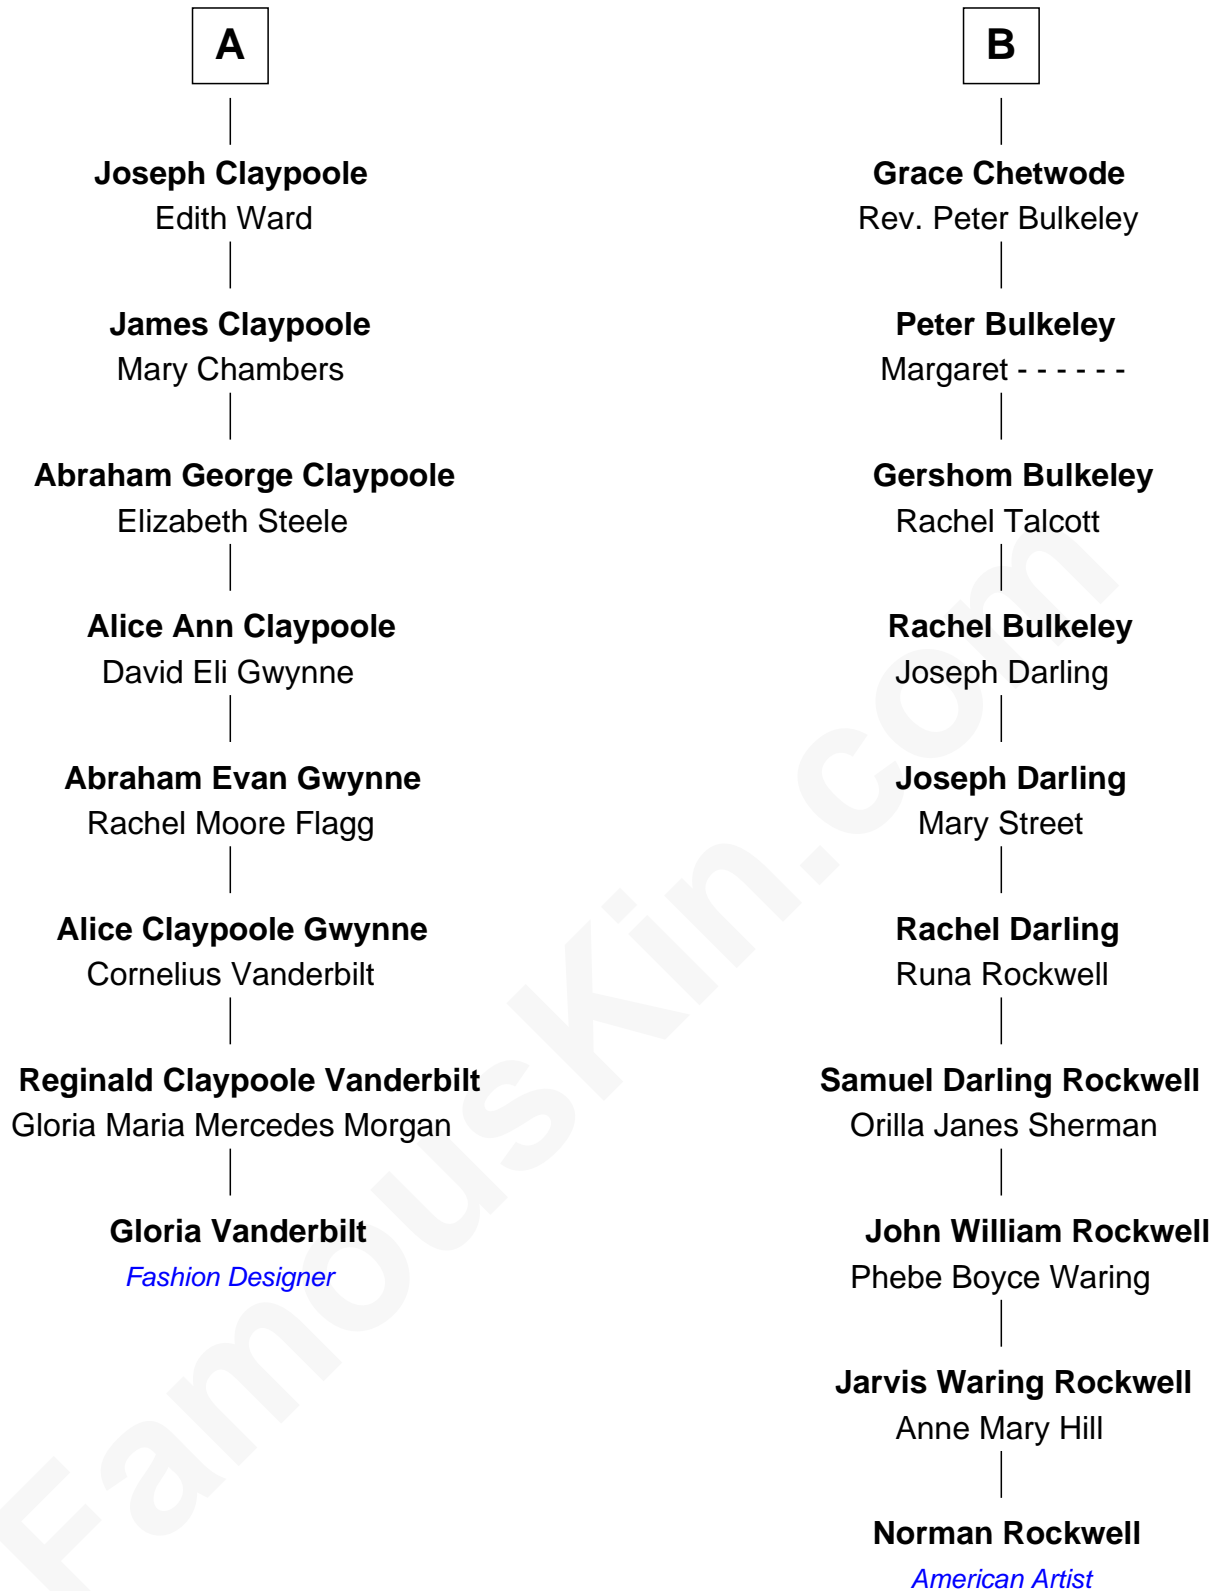 A
Joseph Claypoole
Edith Ward
James Claypoole
Mary Chambers
Abraham George Claypoole
Elizabeth Steele
Alice Ann Claypoole
David Eli Gwynne
Abraham Evan Gwynne
Rachel Moore Flagg
Alice Claypoole Gwynne
Cornelius Vanderbilt
Reginald Claypoole Vanderbilt
Gloria Maria Mercedes Morgan
Gloria Vanderbilt
Fashion Designer
B
Grace Chetwode
Rev. Peter Bulkeley
Peter Bulkeley
Margaret - - - - - -
Gershom Bulkeley
Rachel Talcott
Rachel Bulkeley
Joseph Darling
Joseph Darling
Mary Street
Rachel Darling
Runa Rockwell
Samuel Darling Rockwell
Orilla Janes Sherman
John William Rockwell
Phebe Boyce Waring
Jarvis Waring Rockwell
Anne Mary Hill
Norman Rockwell
American Artist
FamousKin.com